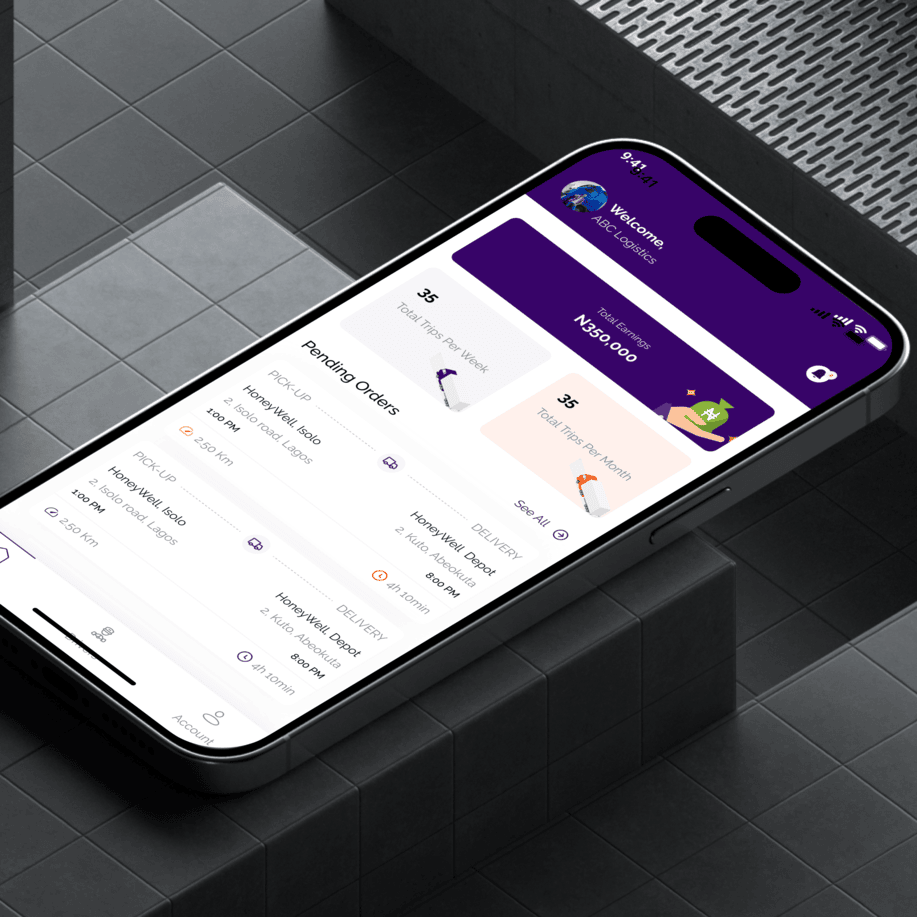 9:41
9:41
Welcome,
ABC Logistics
Total Earnings
₦350,000
35
Total Trips Per Week
35
Total Trips Per Month
Pending Orders
See All
PICK-UP
HoneyWell, Isolo
2, Isolo road, Lagos
1:00 PM
2.50 Km
DELIVERY
HoneyWell, Depot
2, Kuto, Abeokuta
8:00 PM
4h 10min
PICK-UP
HoneyWell, Isolo
2, Isolo road, Lagos
1:00 PM
2.50 Km
DELIVERY
HoneyWell, Depot
2, Kuto, Abeokuta
8:00 PM
4h 10min
Account